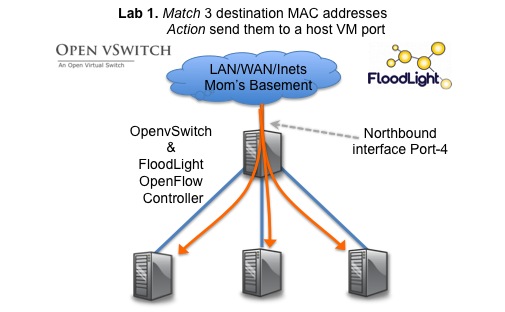 Lab 1. Match 3 destination MAC addresses
Action send them to a host VM port
OPEN VSWITCH
An Open Virtual Switch
FloodLight
LAN/WAN/Inets
Mom's Basement
OpenvSwitch
&
FloodLight
OpenFlow
Controller
Northbound
interface Port-4